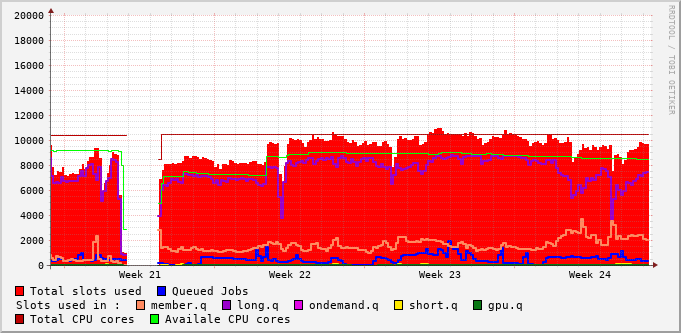 20000
18000
16000
14000
12000
10000
8000
6000
4000
2000
0
Week 21 Week 22 Week 23 Week 24
RRDTOOL / TOBI OETIKER
Total slots used Queued Jobs
Slots used in : member.q long.q ondemand.q short.q gpu.q
Total CPU cores Availale CPU cores